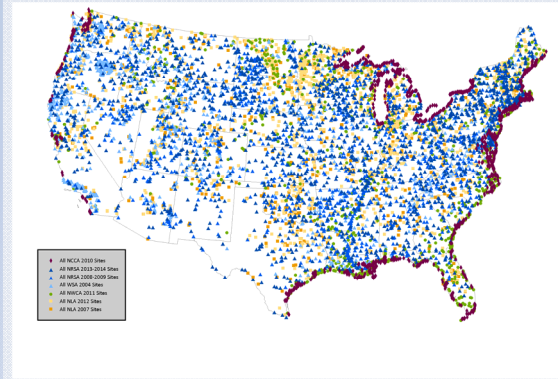 All NCCA 2010 Sites
All NRSA 2013-2014 Sites
All NRSA 2008-2009 Sites
All WSA 2004 Sites
All NWCA 2011 Sites
All NLA 2012 Sites
All NLA 2007 Sites